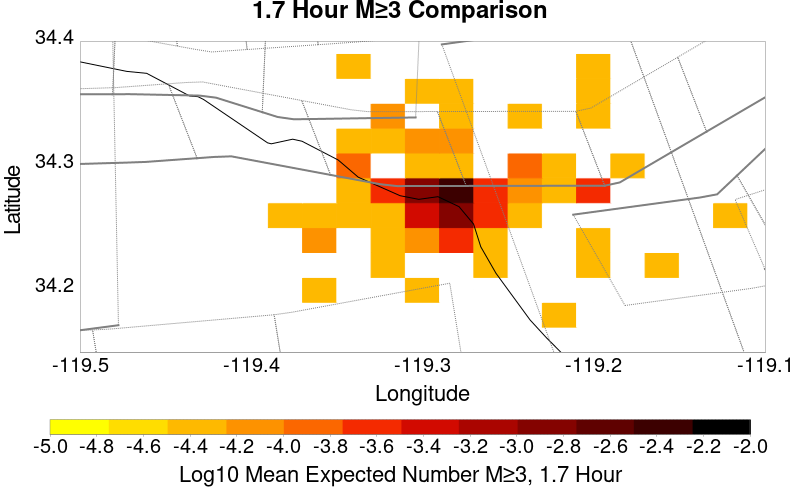 1.7 Hour M≥3 Comparison
34.4
34.3
34.2
Latitude
-119.5 -119.4 -119.3 -119.2 -119.1
Longitude
-5.0 -4.8 -4.6 -4.4 -4.2 -4.0 -3.8 -3.6 -3.4 -3.2 -3.0 -2.8 -2.6 -2.4 -2.2 -2.0
Log10 Mean Expected Number M≥3, 1.7 Hour